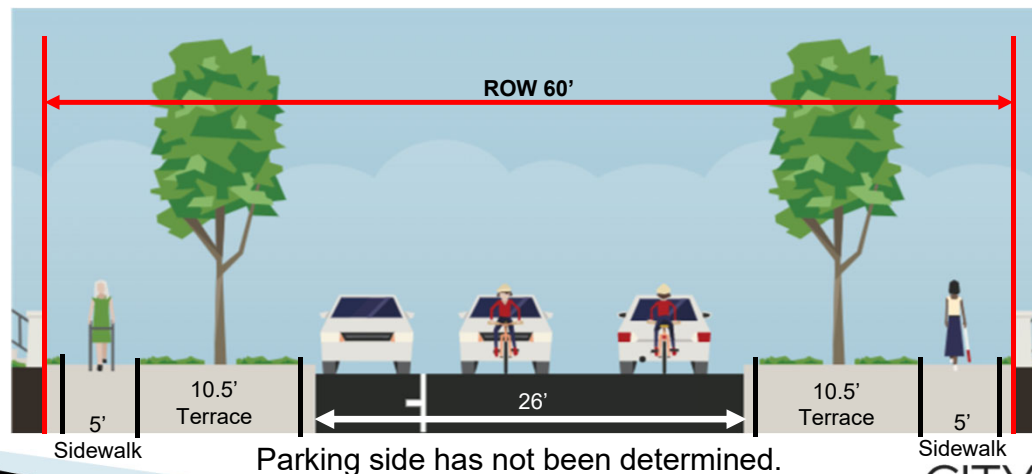 ROW 60’
10.5’
Terrace
26’
10.5’
Terrace
5’
Sidewalk
5’
Sidewalk
Parking side has not been determined.
CITY